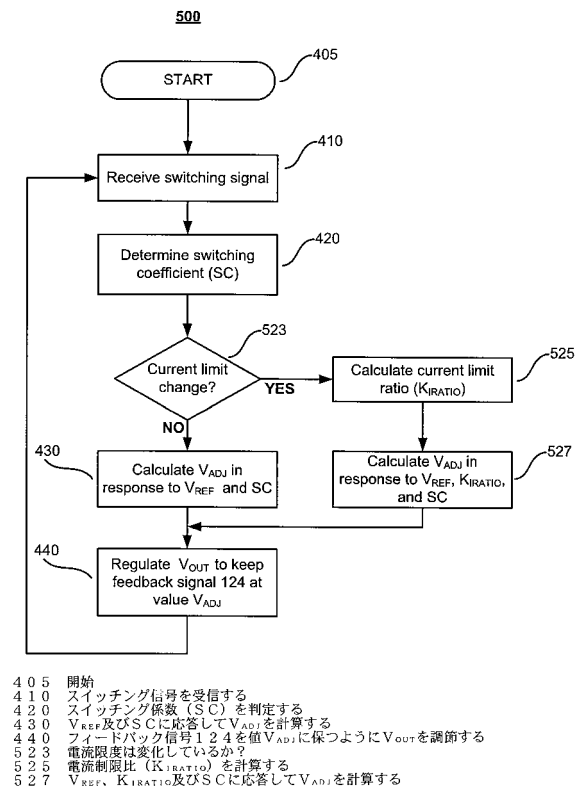 500
START
405
Receive switching signal
410
Determine switching
coefficient (SC)
420
Current limit
change?
523
YES
NO
Calculate current limit
ratio (KIRATIO)
525
430
Calculate VADJ in
response to VREF and SC
Calculate VADJ in
response to VREF, KIRATIO,
and SC
527
440
Regulate VOUT to keep
feedback signal 124 at
value VADJ
405 開始
410 スイッチング信号を受信する
420 スイッチング係数(SC)を判定する
430 VREF及びSCに応答してVADJを計算する
440 フィードバック信号124を値VADJに保つようにVOUTを調節する
523 電流限度は変化しているか?
525 電流制限比(KIRATIO)を計算する
527 VREF、KIRATIO及びSCに応答してVADJを計算する